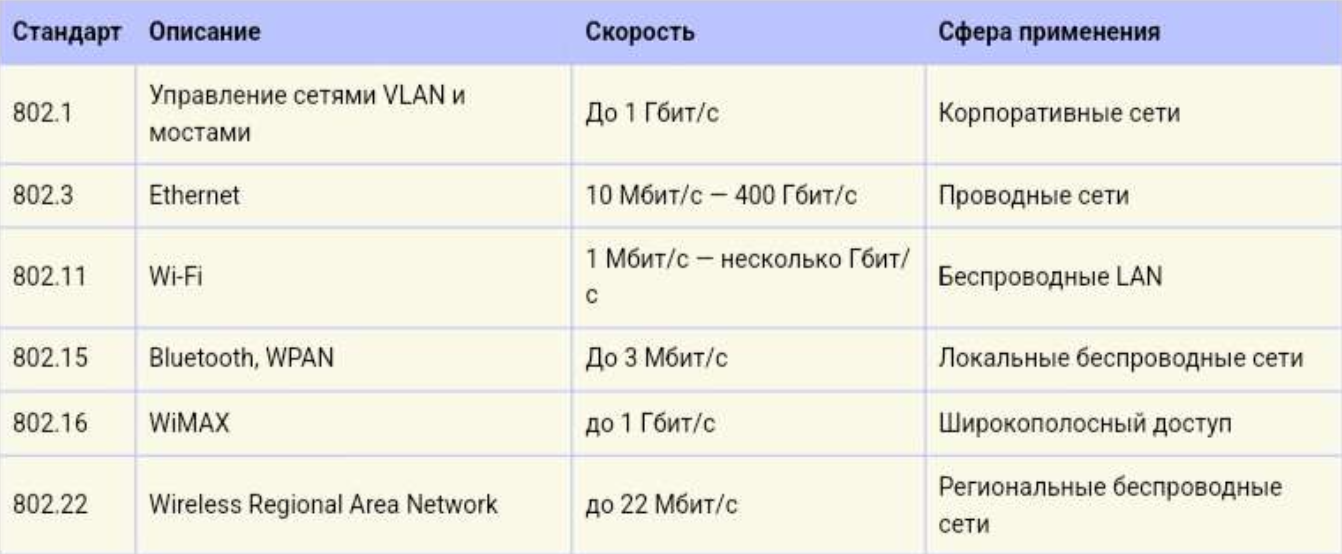 Стандарт Описание Скорость Сфера применения
802.1 Управление сетями VLAN и мостами До 1 Гбит/с Корпоративные сети
802.3 Ethernet 10 Мбит/с — 400 Гбит/с Проводные сети
802.11 Wi-Fi 1 Мбит/с — несколько Гбит/с Беспроводные LAN
802.15 Bluetooth, WPAN До 3 Мбит/с Локальные беспроводные сети
802.16 WiMAX до 1 Гбит/с Широкополосный доступ
802.22 Wireless Regional Area Network до 22 Мбит/с Региональные беспроводные сети